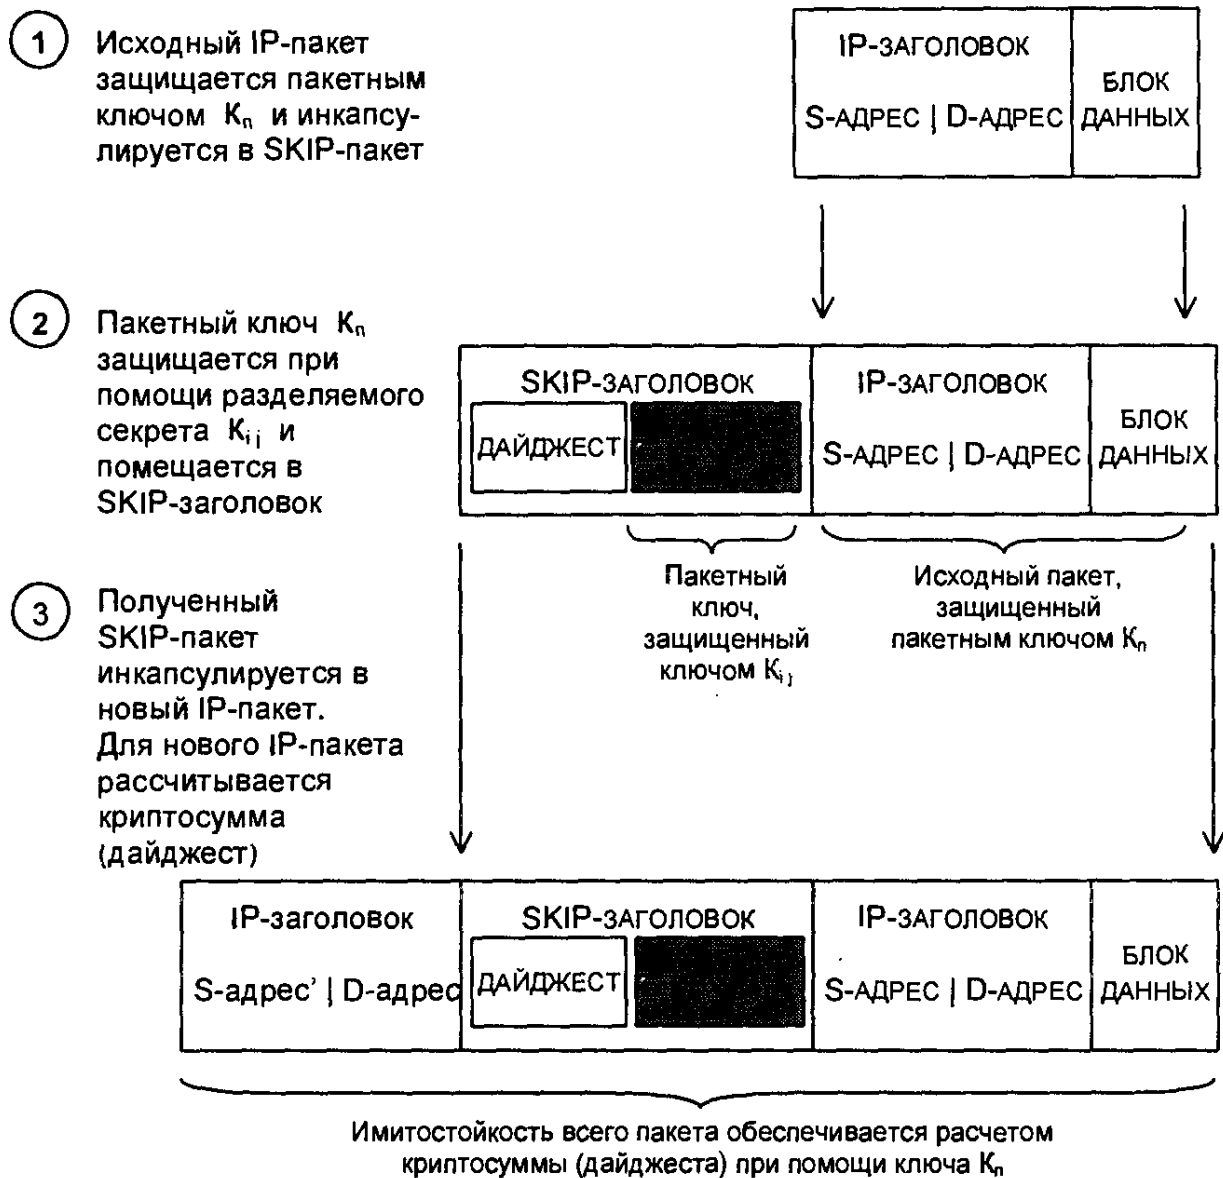 1
Исходный IP-пакет
защищается пакетным
ключом Kп и инкапсу-
лируется в SKIP-пакет
IP-ЗАГОЛОВОК
S-АДРЕС | D-АДРЕС
БЛОК
ДАННЫХ
2
Пакетный ключ Kп
защищается при
помощи разделяемого
секрета Ki j и
помещается в
SKIP-заголовок
SKIP-ЗАГОЛОВОК
ДАЙДЖЕСТ
IP-ЗАГОЛОВОК
S-АДРЕС | D-АДРЕС
БЛОК
ДАННЫХ
Пакетный
ключ,
защищенный
ключом Ki j
Исходный пакет,
защищенный
пакетным ключом Kп
3
Полученный
SKIP-пакет
инкапсулируется в
новый IP-пакет.
Для нового IP-пакета
рассчитывается
криптосумма
(дайджест)
IP-заголовок
S-адрес' | D-адрес
SKIP-ЗАГОЛОВОК
ДАЙДЖЕСТ
IP-ЗАГОЛОВОК
S-АДРЕС | D-АДРЕС
БЛОК
ДАННЫХ
Имитостойкость всего пакета обеспечивается расчетом
криптосуммы (дайджеста) при помощи ключа Kп